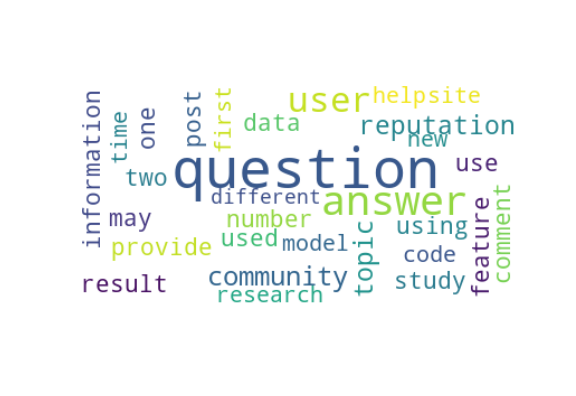 information
time
one
post
first
data
user
helpsite
reputation
new
question
use
two
different
answer
may
number
using
feature
comment
provide
used
model
topic
code
result
community
study
research